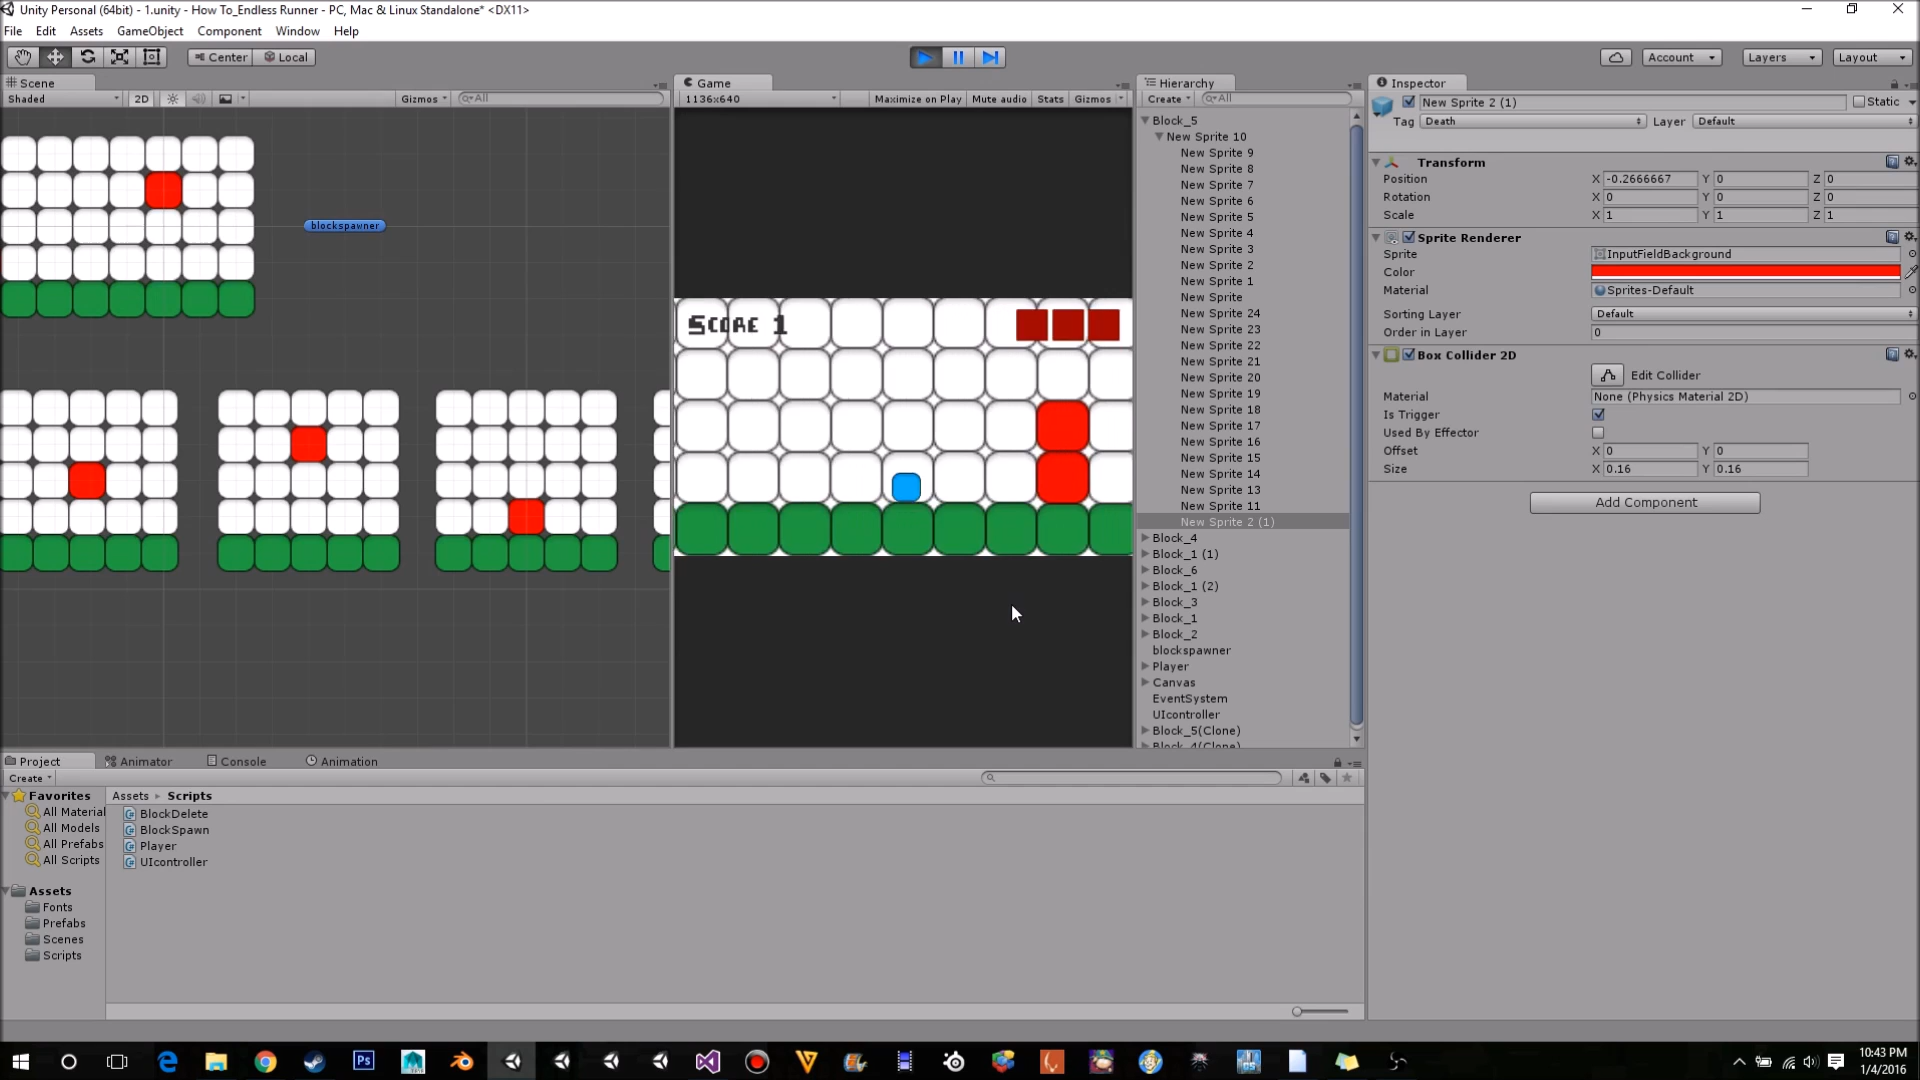 Unity Personal (64bit) - 1.unity - How To_Endless Runner - PC, Mac & Linux Standalone* <DX11>
File Edit Assets GameObject Component Window Help
Center Local Account Layers Layout
Scene
Shaded 2D Gizmos All
blockspawner
Game
1136x640 Maximize on Play Mute audio Stats Gizmos
SCORE 1
Hierarchy
Create All
Block_5
New Sprite 10
New Sprite 9
New Sprite 8
New Sprite 7
New Sprite 6
New Sprite 5
New Sprite 4
New Sprite 3
New Sprite 2
New Sprite 1
New Sprite
New Sprite 24
New Sprite 23
New Sprite 22
New Sprite 21
New Sprite 20
New Sprite 19
New Sprite 18
New Sprite 17
New Sprite 16
New Sprite 15
New Sprite 14
New Sprite 13
New Sprite 11
New Sprite 2 (1)
Block_4
Block_1 (1)
Block_6
Block_1 (2)
Block_3
Block_1
Block_2
blockspawner
Player
Canvas
EventSystem
UIcontroller
Block_5(Clone)
Block_4(Clone)
Inspector
New Sprite 2 (1) Static
Tag Death Layer Default
Transform
Position X -0.2666667 Y 0 Z 0
Rotation X 0 Y 0 Z 0
Scale X 1 Y 1 Z 1
Sprite Renderer
Sprite InputFieldBackground
Color
Material Sprites-Default
Sorting Layer Default
Order in Layer 0
Box Collider 2D
Edit Collider
Material None (Physics Material 2D)
Is Trigger
Used By Effector
Offset X 0 Y 0
Size X 0.16 Y 0.16
Add Component
Project Animator Console Animation
Create
Favorites
All Material
All Models
All Prefabs
All Scripts
Assets
Fonts
Prefabs
Scenes
Scripts
Assets Scripts
BlockDelete
BlockSpawn
Player
UIcontroller
Ps
10:43 PM
1/4/2016